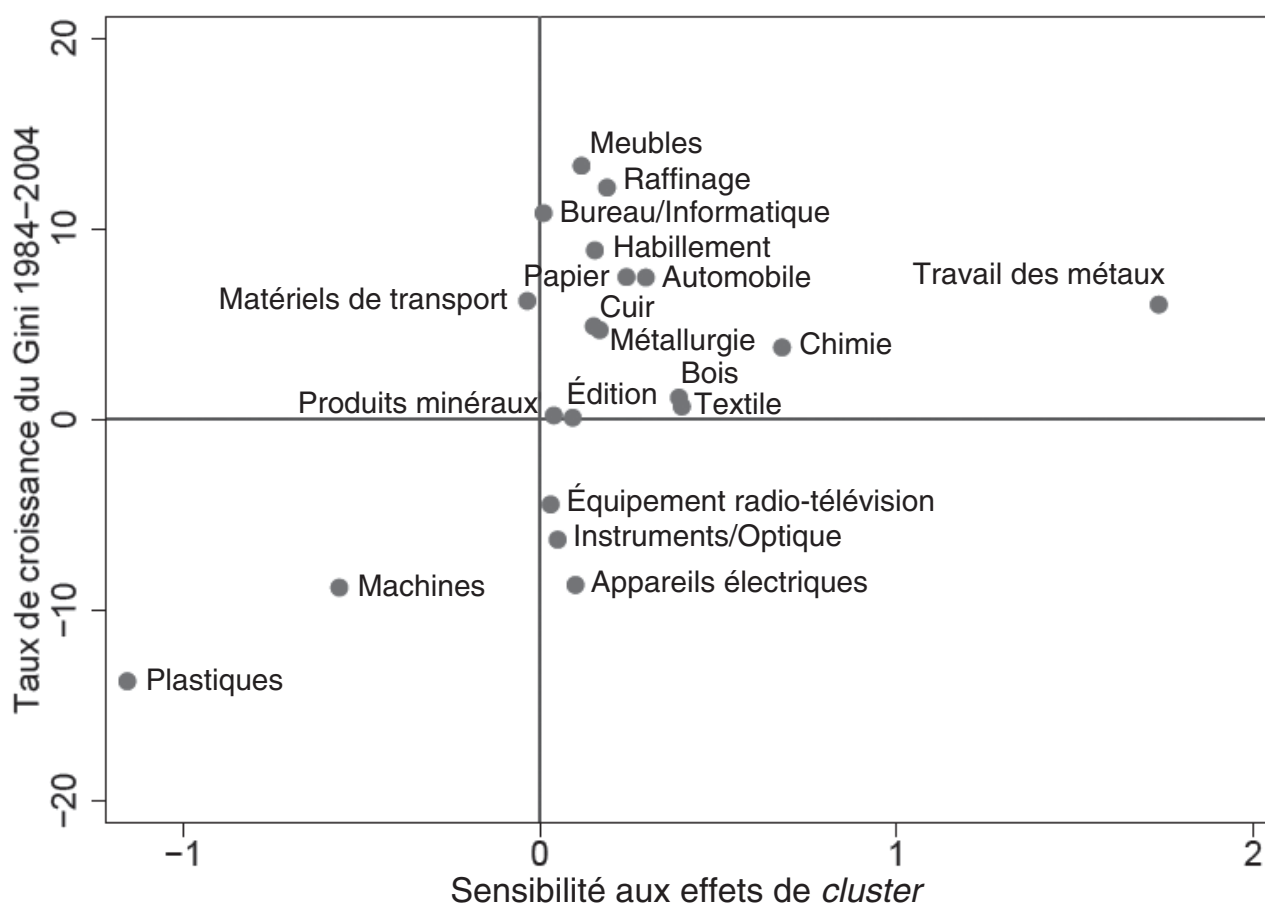 20
Meubles
Raffinage
10
Bureau/Informatique
Habillement
Papier
Automobile
Travail des métaux
Matériels de transport
Cuir
Métallurgie
Chimie
Bois
Édition
Produits minéraux
Textile
0
Équipement radio-télévision
Instruments/Optique
Appareils électriques
Machines
−10
Plastiques
−20
Taux de croissance du Gini 1984−2004
−1
0
1
2
Sensibilité aux effets de cluster